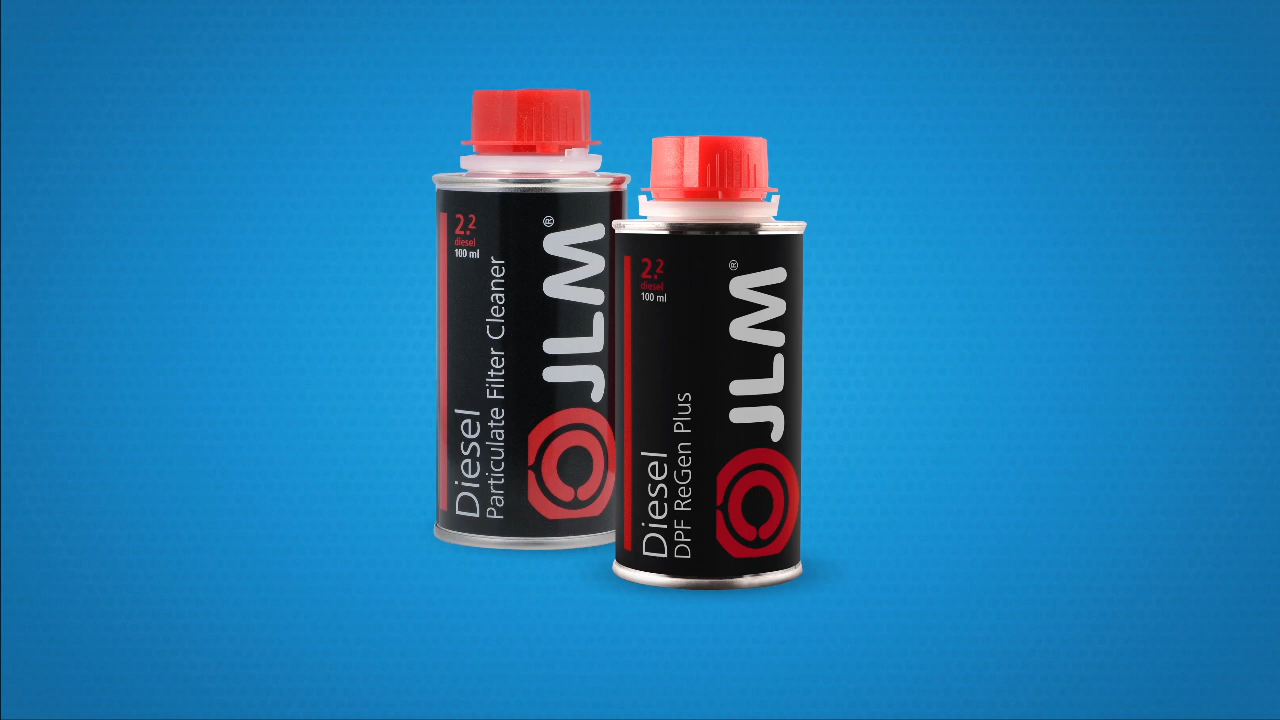 2.2
diesel
100 ml
Diesel
Particulate Filter Cleaner
JLM®
2.2
diesel
100 ml
Diesel
DPF ReGen Plus
JLM®